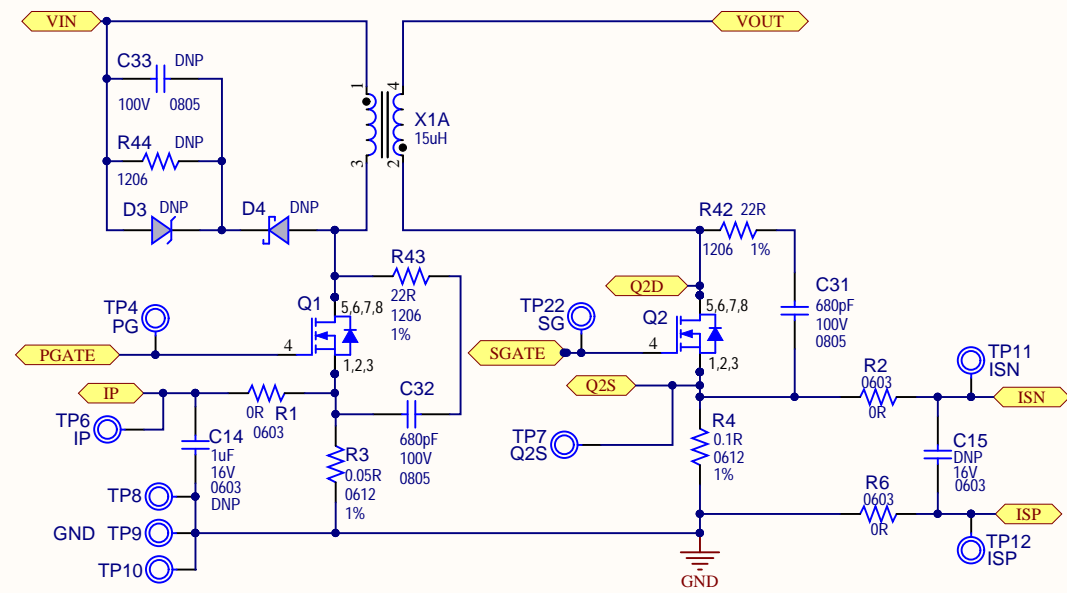 VIN
VOUT
C33
DNP
100V
0805
R44
DNP
1206
D3
DNP
D4
DNP
1
4
3
2
X1A
15uH
R43
22R
1206
1%
Q1
5,6,7,8
4
1,2,3
TP4
PG
PGATE
IP
TP6
IP
0R
R1
0603
C14
1uF
16V
0603
DNP
C32
680pF
100V
0805
R3
0.05R
0612
1%
TP8
GND
TP9
TP10
R42
22R
1206
1%
Q2D
5,6,7,8
Q2
4
1,2,3
TP22
SG
SGATE
Q2S
TP7
Q2S
C31
680pF
100V
0805
R4
0.1R
0612
1%
R2
0603
0R
TP11
ISN
ISN
C15
DNP
16V
0603
R6
0603
0R
ISP
TP12
ISP
GND